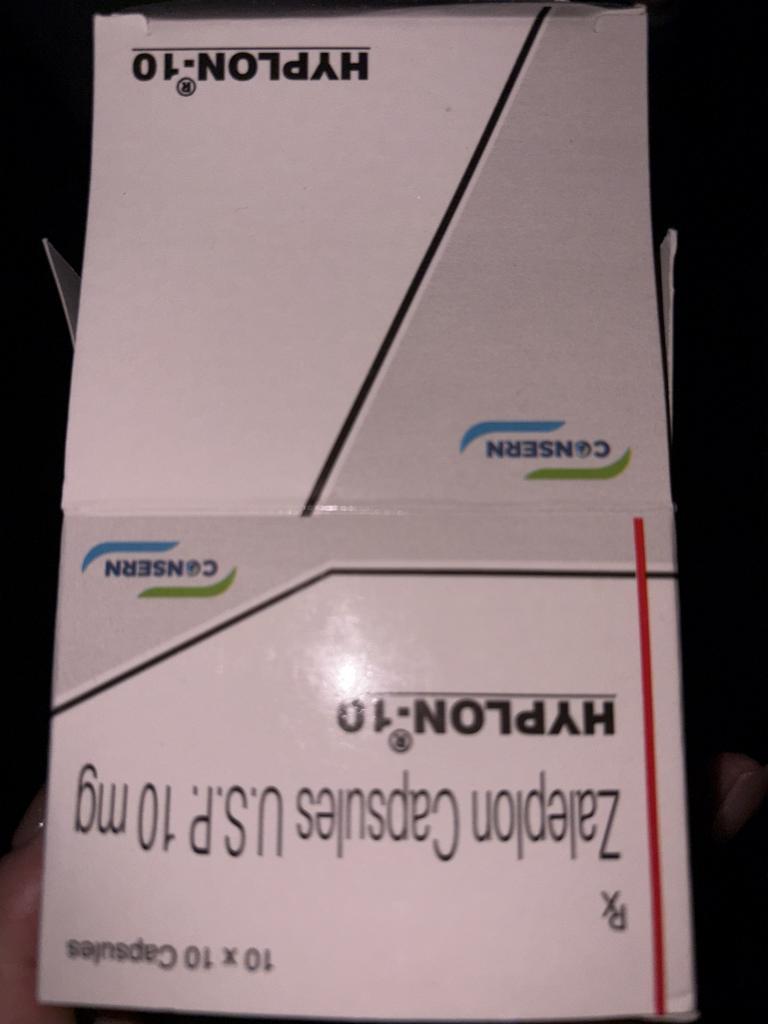 10 x 10 Capsules
Rx
Zaleplon Capsules U.S.P. 10 mg
HYPLON®-10
CONSERN
CONSERN
HYPLON®-10